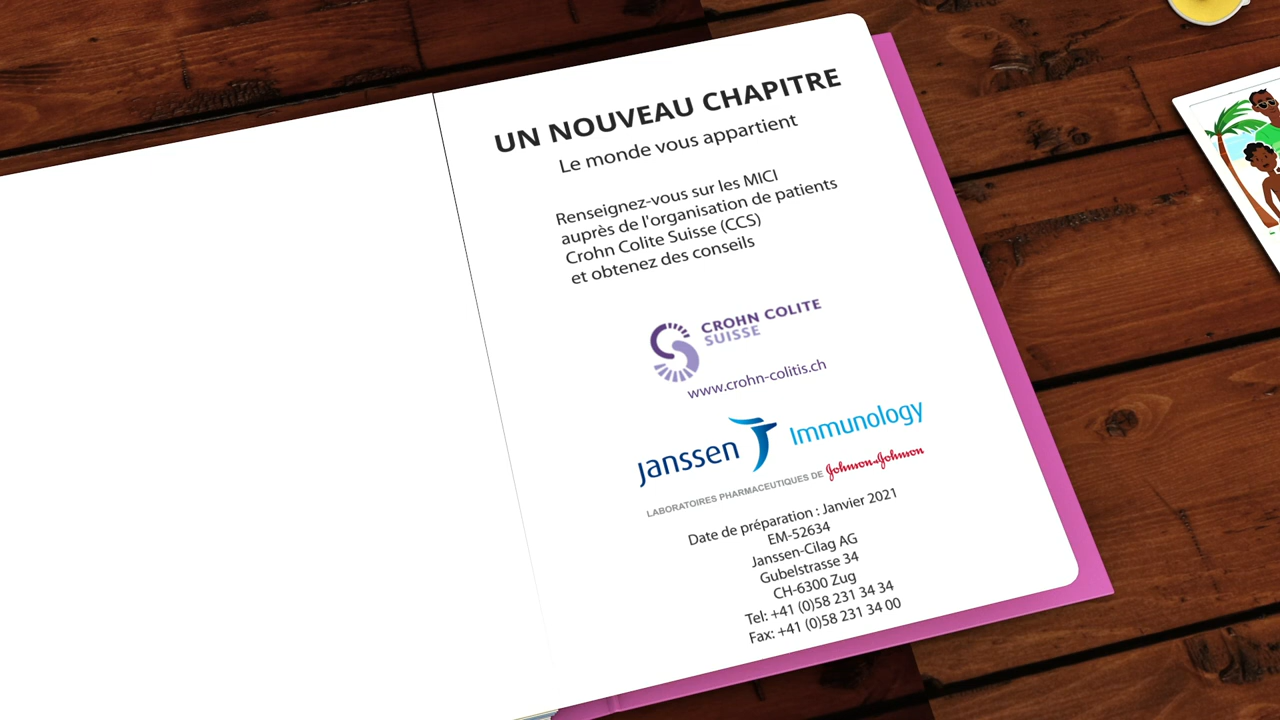 UN NOUVEAU CHAPITRE
Le monde vous appartient
Renseignez-vous sur les MICI
auprès de l'organisation de patients
Crohn Colite Suisse (CCS)
et obtenez des conseils
CROHN COLITE
SUISSE
www.crohn-colitis.ch
Janssen Immunology
LABORATOIRES PHARMACEUTIQUES DE Johnson & Johnson
Date de préparation : Janvier 2021
EM-52634
Janssen-Cilag AG
Gubelstrasse 34
CH-6300 Zug
Tel: +41 (0)58 231 34 34
Fax: +41 (0)58 231 34 00